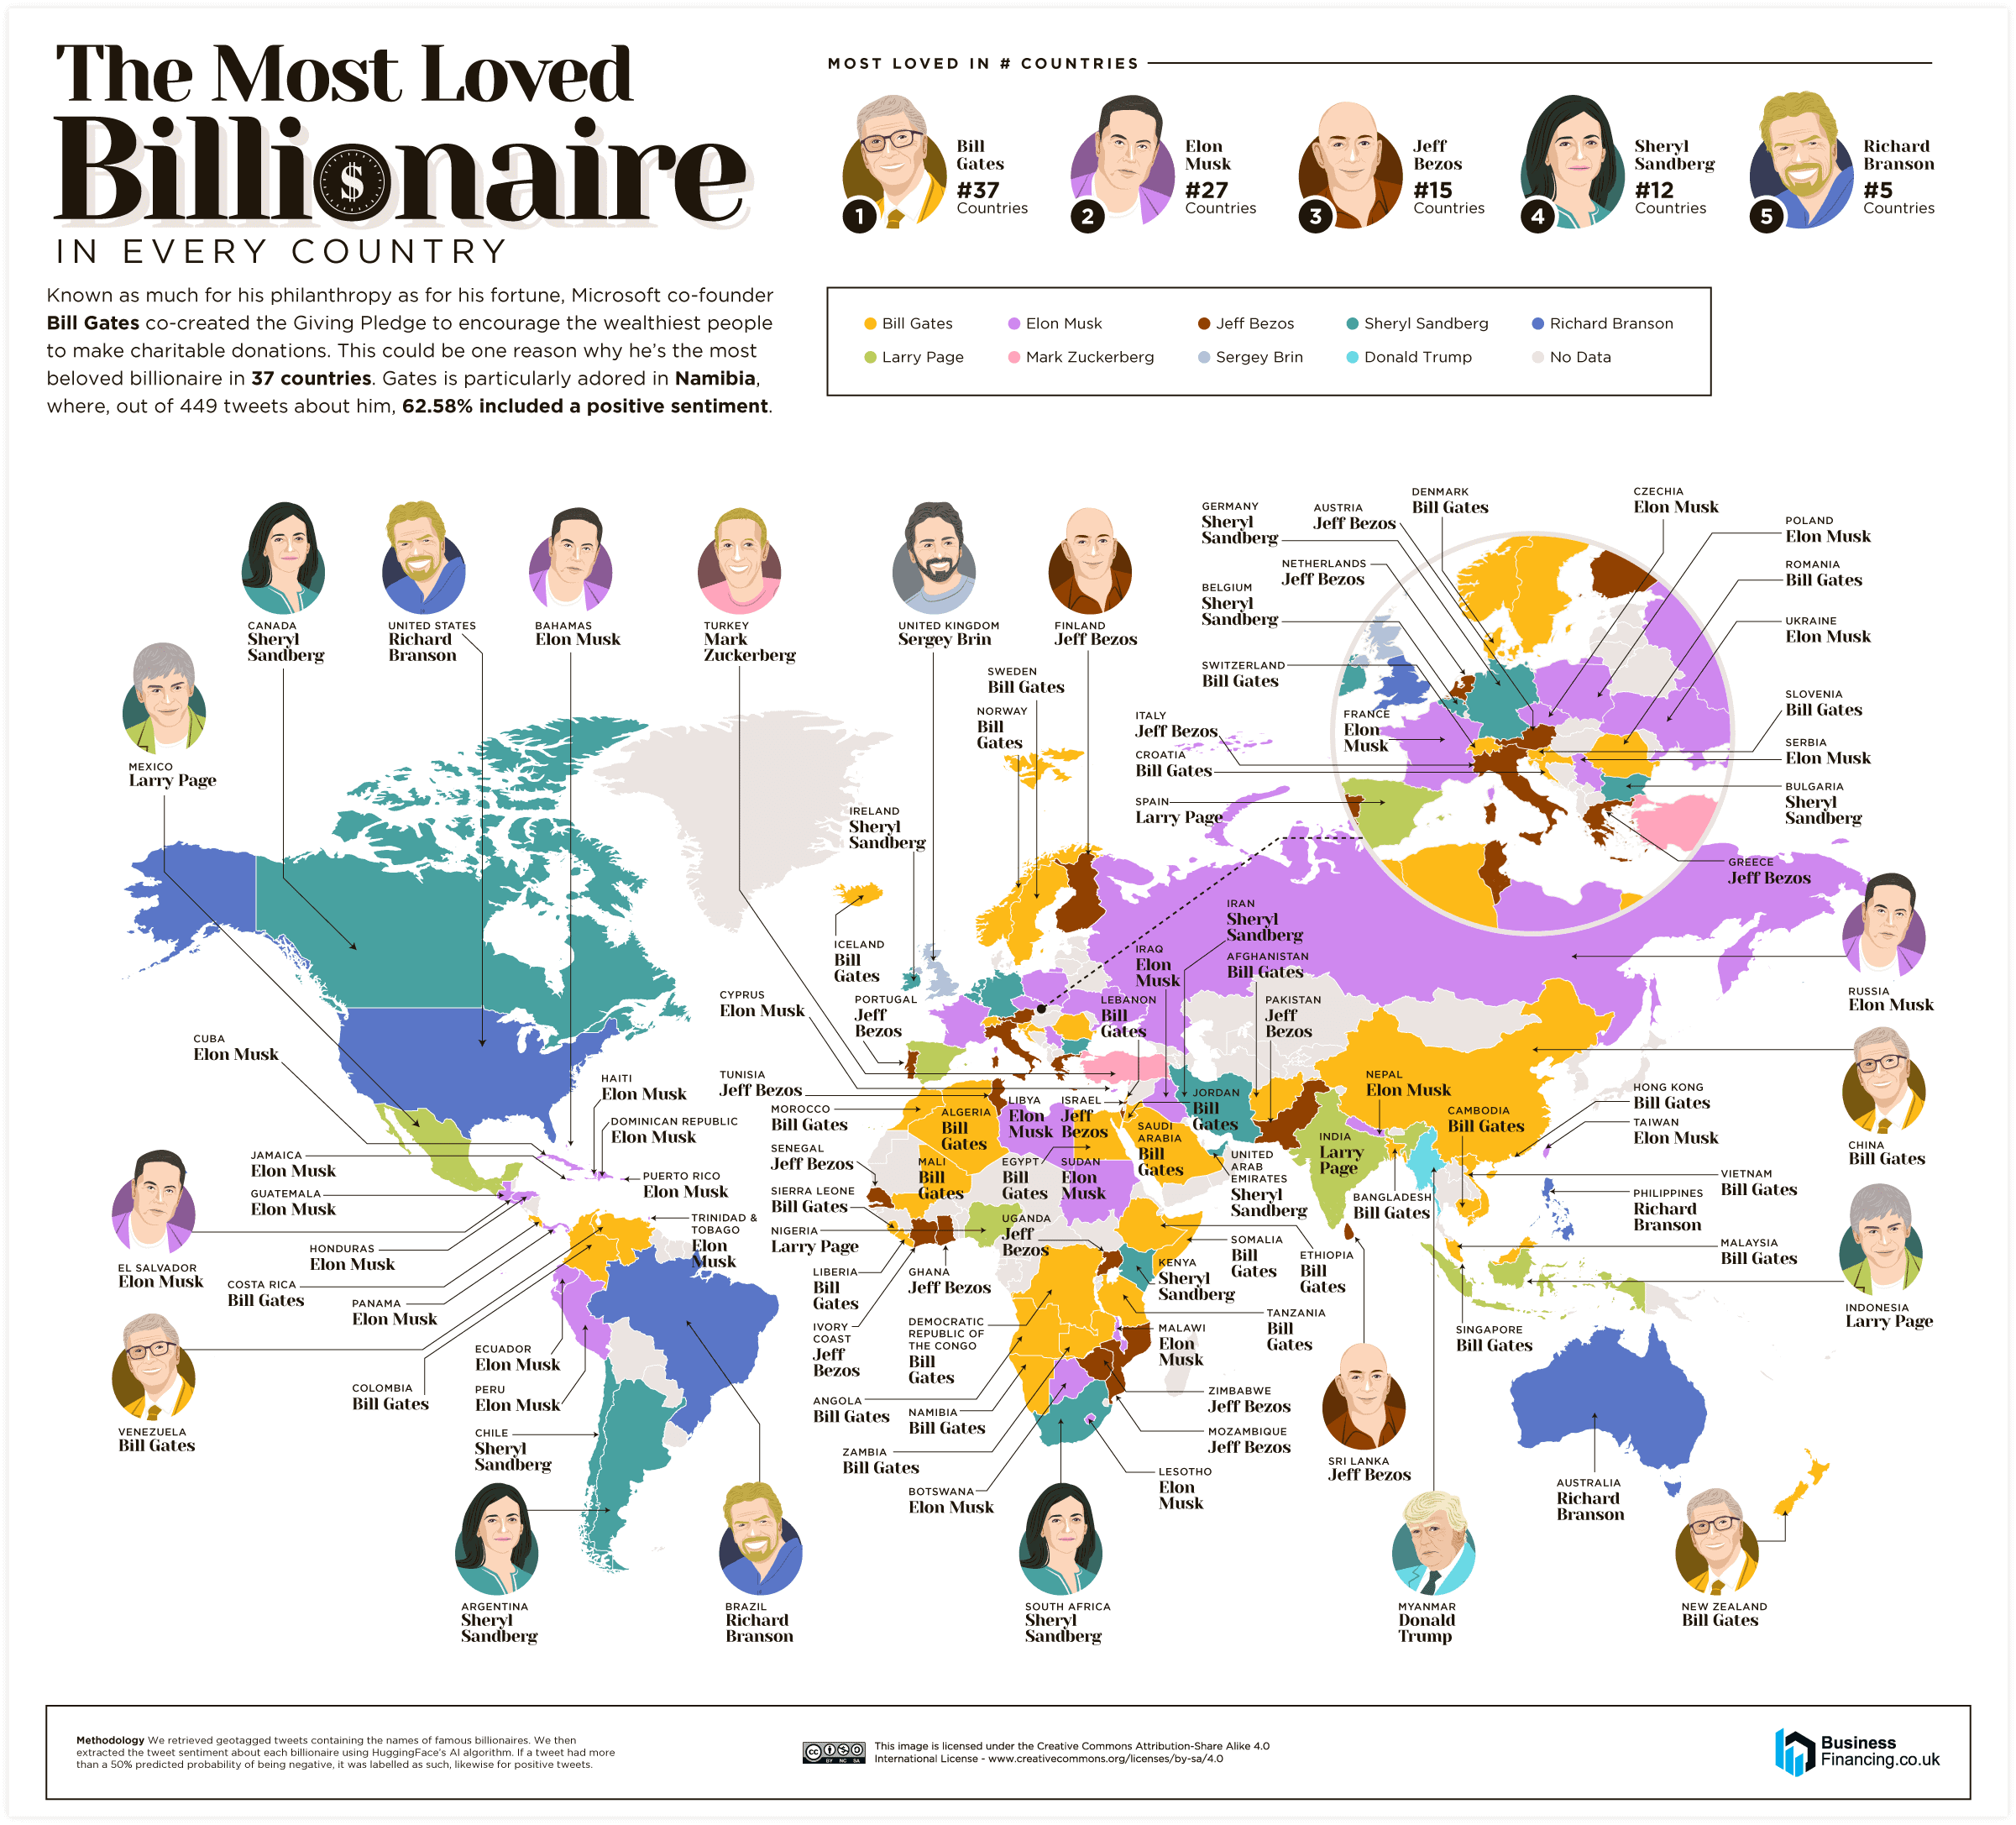 The Most Loved
Billionaire
IN EVERY COUNTRY
Known as much for his philanthropy as for his fortune, Microsoft co-founder
Bill Gates co-created the Giving Pledge to encourage the wealthiest people
to make charitable donations. This could be one reason why he's the most
beloved billionaire in 37 countries. Gates is particularly adored in Namibia,
where, out of 449 tweets about him, 62.58% included a positive sentiment.
MOST LOVED IN # COUNTRIES
1
Bill
Gates
#37
Countries
2
Elon
Musk
#27
Countries
3
Jeff
Bezos
#15
Countries
4
Sheryl
Sandberg
#12
Countries
5
Richard
Branson
#5
Countries
Bill Gates
Elon Musk
Jeff Bezos
Sheryl Sandberg
Richard Branson
Larry Page
Mark Zuckerberg
Sergey Brin
Donald Trump
No Data
MEXICO
Larry Page
CANADA
Sheryl
Sandberg
UNITED STATES
Richard
Branson
BAHAMAS
Elon Musk
TURKEY
Mark
Zuckerberg
UNITED KINGDOM
Sergey Brin
FINLAND
Jeff Bezos
SWEDEN
Bill Gates
NORWAY
Bill
Gates
IRELAND
Sheryl
Sandberg
ICELAND
Bill
Gates
PORTUGAL
Jeff
Bezos
CYPRUS
Elon Musk
GERMANY
Sheryl
Sandberg
AUSTRIA
Jeff Bezos
DENMARK
Bill Gates
CZECHIA
Elon Musk
POLAND
Elon Musk
NETHERLANDS
Jeff Bezos
ROMANIA
Bill Gates
BELGIUM
Sheryl
Sandberg
UKRAINE
Elon Musk
SWITZERLAND
Bill Gates
SLOVENIA
Bill Gates
ITALY
Jeff Bezos
FRANCE
Elon
Musk
SERBIA
Elon Musk
CROATIA
Bill Gates
BULGARIA
Sheryl
Sandberg
SPAIN
Larry Page
GREECE
Jeff Bezos
IRAN
Sheryl
Sandberg
IRAQ
Elon
Musk
AFGHANISTAN
Bill Gates
LEBANON
Bill
Gates
PAKISTAN
Jeff
Bezos
RUSSIA
Elon Musk
CHINA
Bill Gates
CUBA
Elon Musk
HAITI
Elon Musk
DOMINICAN REPUBLIC
Elon Musk
JAMAICA
Elon Musk
PUERTO RICO
Elon Musk
GUATEMALA
Elon Musk
TRINIDAD &
TOBAGO
Elon
Musk
HONDURAS
Elon Musk
EL SALVADOR
Elon Musk
COSTA RICA
Bill Gates
PANAMA
Elon Musk
VENEZUELA
Bill Gates
COLOMBIA
Bill Gates
ECUADOR
Elon Musk
PERU
Elon Musk
CHILE
Sheryl
Sandberg
ARGENTINA
Sheryl
Sandberg
BRAZIL
Richard
Branson
TUNISIA
Jeff Bezos
MOROCCO
Bill Gates
ALGERIA
Bill
Gates
LIBYA
Elon
Musk
ISRAEL
Jeff
Bezos
JORDAN
Bill
Gates
SAUDI
ARABIA
Bill
Gates
SENEGAL
Jeff Bezos
MALI
Bill
Gates
EGYPT
Bill
Gates
SUDAN
Elon
Musk
UNITED
ARAB
EMIRATES
Sheryl
Sandberg
SIERRA LEONE
Bill Gates
NIGERIA
Larry Page
UGANDA
Jeff
Bezos
LIBERIA
Bill
Gates
GHANA
Jeff Bezos
IVORY
COAST
Jeff
Bezos
DEMOCRATIC
REPUBLIC OF
THE CONGO
Bill
Gates
KENYA
Sheryl
Sandberg
SOMALIA
Bill
Gates
ETHIOPIA
Bill
Gates
TANZANIA
Bill
Gates
MALAWI
Elon
Musk
ANGOLA
Bill Gates
NAMIBIA
Bill Gates
ZIMBABWE
Jeff Bezos
MOZAMBIQUE
Jeff Bezos
ZAMBIA
Bill Gates
BOTSWANA
Elon Musk
LESOTHO
Elon
Musk
SOUTH AFRICA
Sheryl
Sandberg
NEPAL
Elon Musk
CAMBODIA
Bill Gates
HONG KONG
Bill Gates
TAIWAN
Elon Musk
INDIA
Larry
Page
BANGLADESH
Bill Gates
VIETNAM
Bill Gates
PHILIPPINES
Richard
Branson
MALAYSIA
Bill Gates
INDONESIA
Larry Page
SINGAPORE
Bill Gates
SRI LANKA
Jeff Bezos
MYANMAR
Donald
Trump
AUSTRALIA
Richard
Branson
NEW ZEALAND
Bill Gates
Methodology We retrieved geotagged tweets containing the names of famous billionaires. We then
extracted the tweet sentiment about each billionaire using HuggingFace's AI algorithm. If a tweet had more
than a 50% predicted probability of being negative, it was labelled as such, likewise for positive tweets.
cc
BY NC SA
This image is licensed under the Creative Commons Attribution-Share Alike 4.0
International License - www.creativecommons.org/licenses/by-sa/4.0
Business
Financing.co.uk